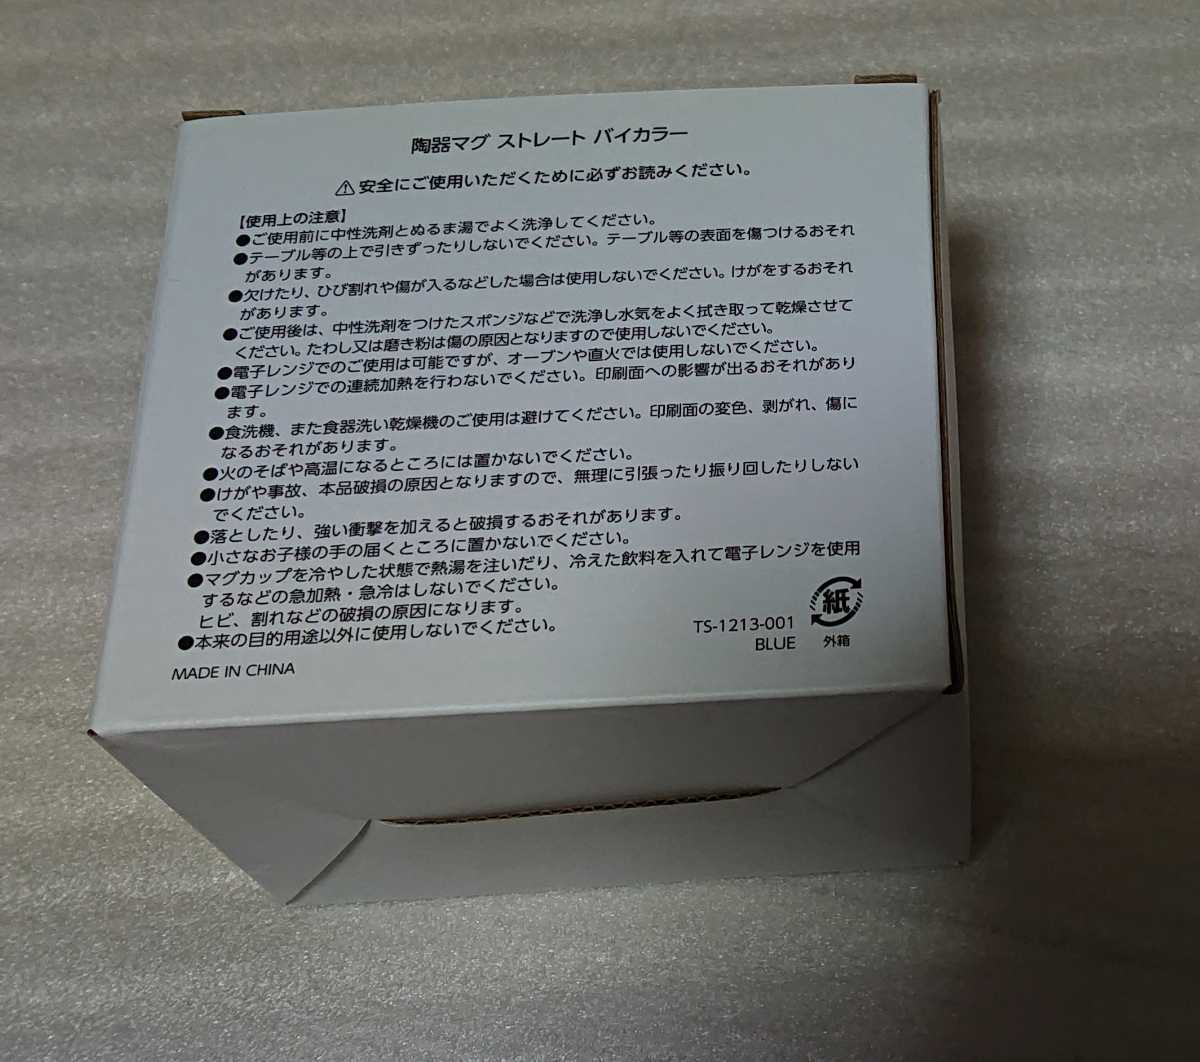 陶器マグ ストレート バイカラー
⚠安全にご使用いただくために必ずお読みください。
【使用上の注意】
●ご使用前に中性洗剤とぬるま湯でよく洗浄してください。
●テーブル等の上で引きずったりしないでください。テーブル等の表面を傷つけるおそれ
があります。
●欠けたり、ひび割れや傷が入るなどした場合は使用しないでください。けがをするおそれ
があります。
●ご使用後は、中性洗剤をつけたスポンジなどで洗浄し水気をよく拭き取って乾燥させて
ください。たわし又は磨き粉は傷の原因となりますので使用しないでください。
●電子レンジでのご使用は可能ですが、オーブンや直火では使用しないでください。
●電子レンジでの連続加熱を行わないでください。印刷面への影響が出るおそれがあり
ます。
●食洗機、また食器洗い乾燥機のご使用は避けてください。印刷面の変色、剥がれ、傷に
なるおそれがあります。
●火のそばや高温になるところには置かないでください。
●けがや事故、本品破損の原因となりますので、無理に引張ったり振り回したりしない
でください。
●落としたり、強い衝撃を加えると破損するおそれがあります。
●小さなお子様の手の届くところに置かないでください。
●マグカップを冷やした状態で熱湯を注いだり、冷えた飲料を入れて電子レンジを使用
するなどの急加熱・急冷はしないでください。
ヒビ、割れなどの破損の原因になります。
●本来の目的用途以外に使用しないでください。
MADE IN CHINA
TS-1213-001
BLUE
紙
外箱